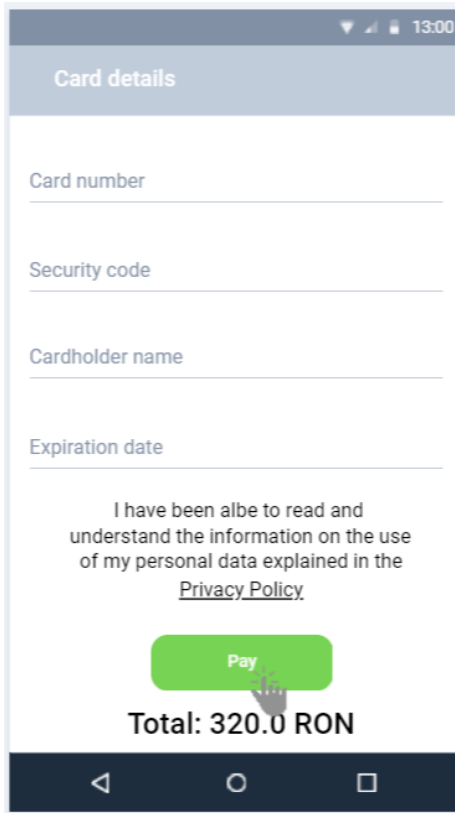 13:00
Card details
Card number
Security code
Cardholder name
Expiration date
I have been albe to read and
understand the information on the use
of my personal data explained in the
Privacy Policy
Pay
Total: 320.0 RON